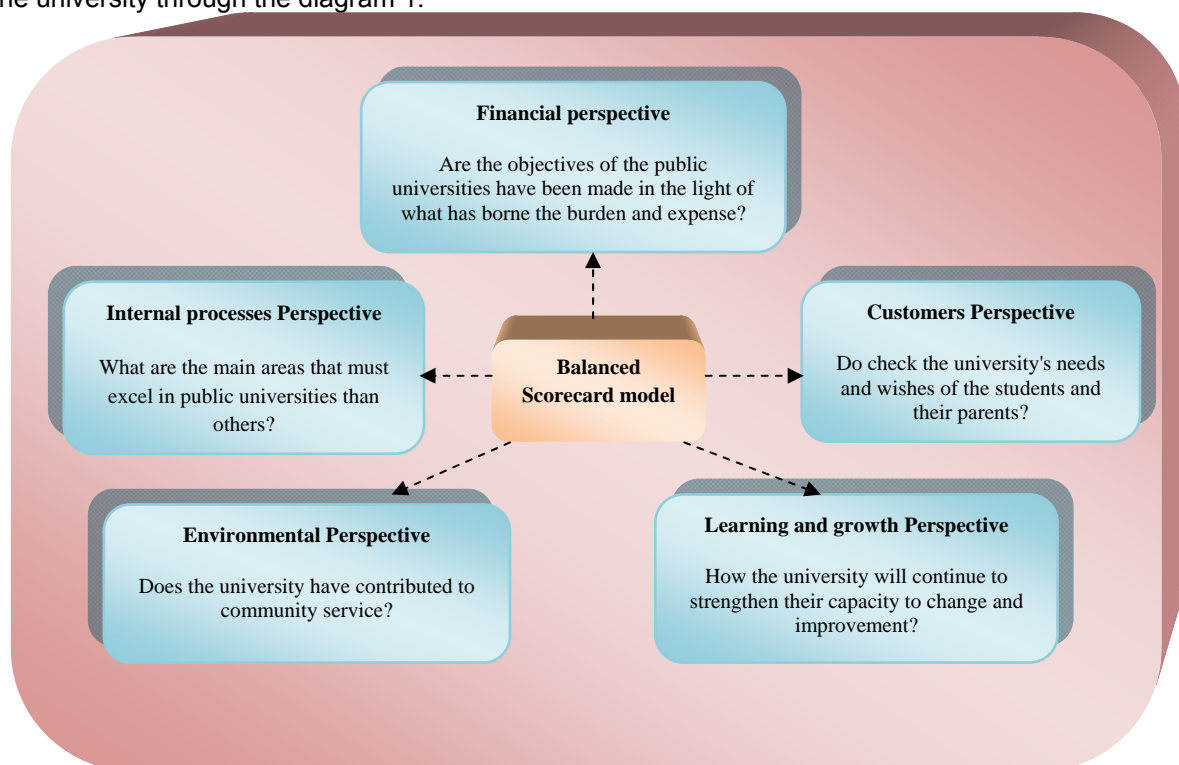 the university through the diagram 1.
Financial perspective
Are the objectives of the public
universities have been made in the light of
what has borne the burden and expense?
Internal processes Perspective
What are the main areas that must
excel in public universities than
others?
Balanced
Scorecard model
Customers Perspective
Do check the university's needs
and wishes of the students and
their parents?
Environmental Perspective
Does the university have contributed to
community service?
Learning and growth Perspective
How the university will continue to
strengthen their capacity to change and
improvement?